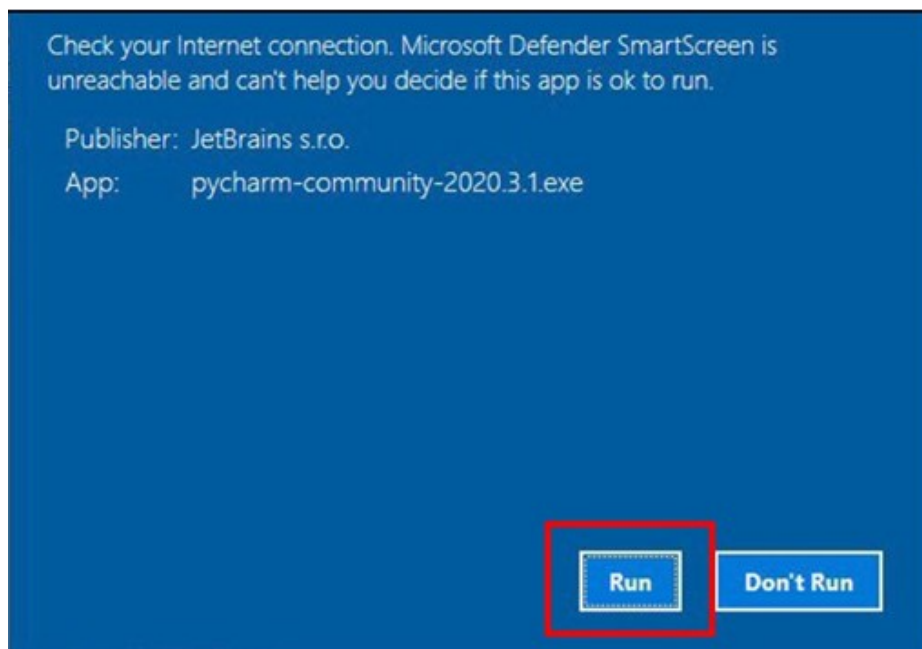 Check your Internet connection. Microsoft Defender SmartScreen is
unreachable and can't help you decide if this app is ok to run.
Publisher: JetBrains s.r.o.
App: pycharm-community-2020.3.1.exe
Run Don't Run